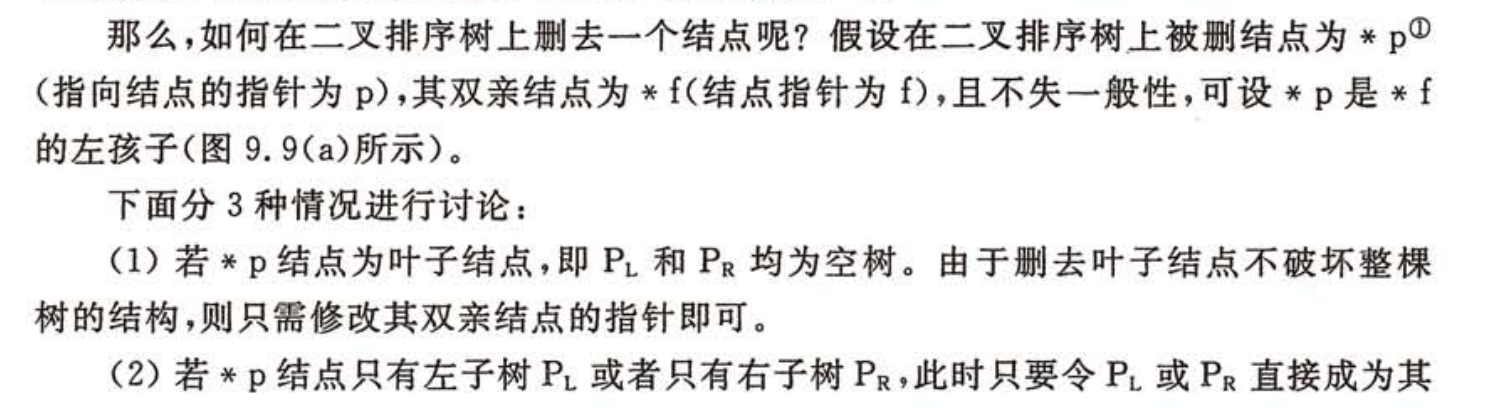 那么,如何在二叉排序树上删去一个结点呢? 假设在二叉排序树上被删结点为 * p①
(指向结点的指针为 p),其双亲结点为 * f(结点指针为 f),且不失一般性,可设 * p 是 * f
的左孩子(图 9.9(a)所示)。
下面分 3 种情况进行讨论:
(1) 若 * p 结点为叶子结点,即 PL 和 PR 均为空树。由于删去叶子结点不破坏整棵
树的结构,则只需修改其双亲结点的指针即可。
(2) 若 * p 结点只有左子树 PL 或者只有右子树 PR,此时只要令 PL 或 PR 直接成为其